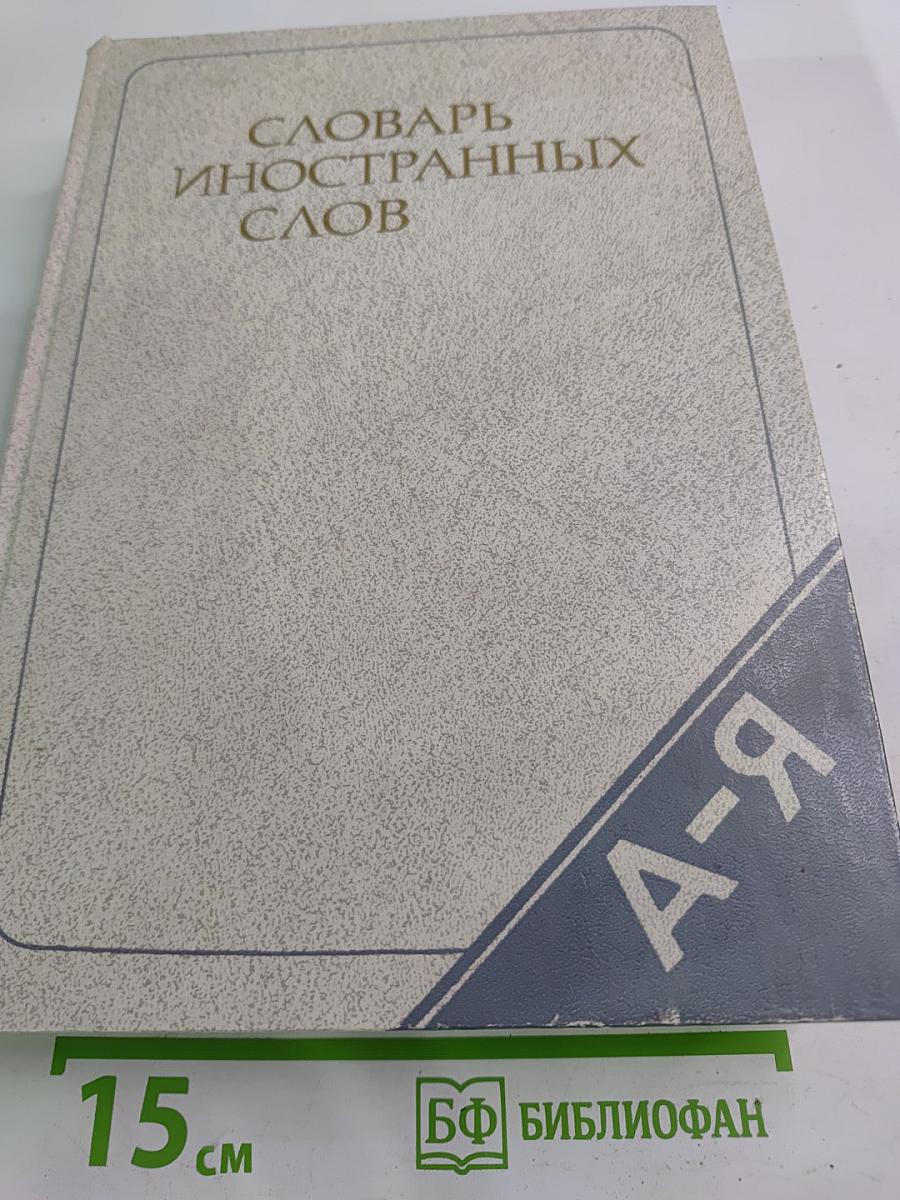 СЛОВАРЬ
ИНОСТРАННЫХ
СЛОВ
А-Я
15 см
БФ БИБЛИОФАН